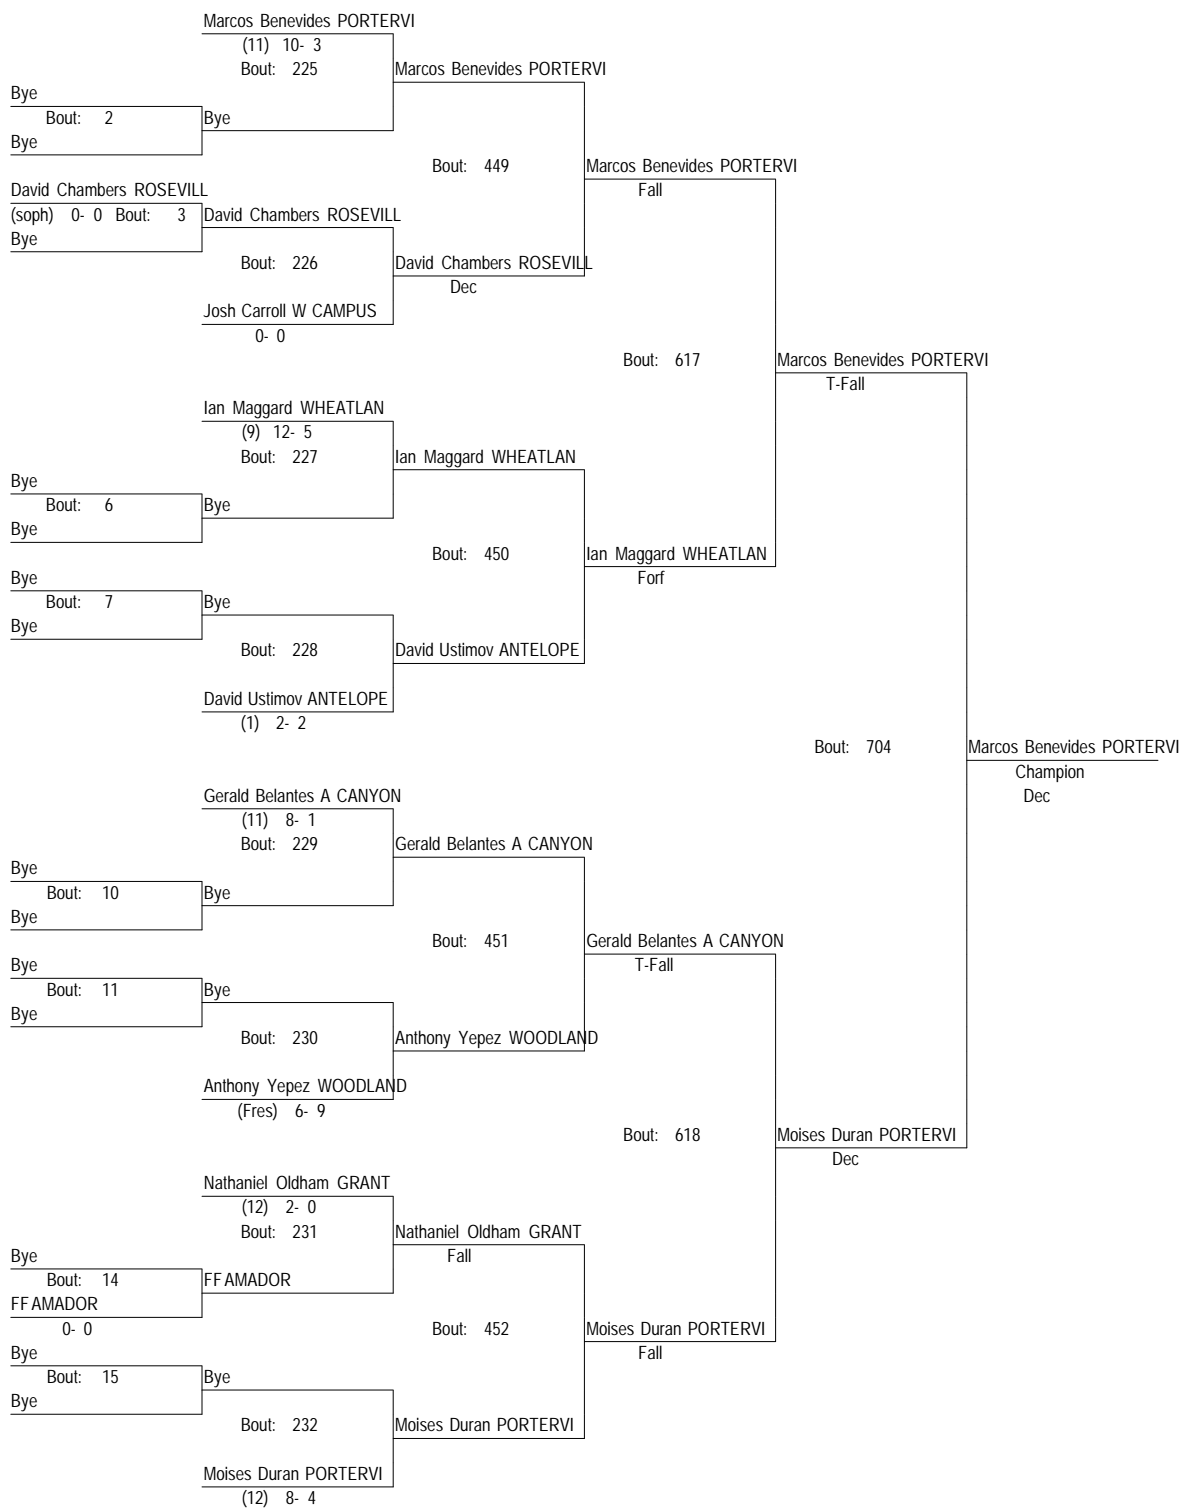 Marcos Benevides PORTERVI
(11) 10- 3
Bout: 225
Marcos Benevides PORTERVI
Bye
Bout: 2
Bye
Bye
Bout: 449
Marcos Benevides PORTERVI
Fall
David Chambers ROSEVILL
(soph) 0- 0 Bout: 3
David Chambers ROSEVILL
Bye
Bout: 226
David Chambers ROSEVILL
Dec
Josh Carroll W CAMPUS
0- 0
Bout: 617
Marcos Benevides PORTERVI
T-Fall
Ian Maggard WHEATLAN
(9) 12- 5
Bout: 227
Ian Maggard WHEATLAN
Bye
Bout: 6
Bye
Bye
Bout: 450
Ian Maggard WHEATLAN
Forf
Bye
Bout: 7
Bye
Bye
Bout: 228
David Ustimov ANTELOPE
David Ustimov ANTELOPE
(1) 2- 2
Bout: 704
Marcos Benevides PORTERVI
Champion
Dec
Gerald Belantes A CANYON
(11) 8- 1
Bout: 229
Gerald Belantes A CANYON
Bye
Bout: 10
Bye
Bye
Bout: 451
Gerald Belantes A CANYON
T-Fall
Bye
Bout: 11
Bye
Bye
Bout: 230
Anthony Yepez WOODLAND
Anthony Yepez WOODLAND
(Fres) 6- 9
Bout: 618
Moises Duran PORTERVI
Dec
Nathaniel Oldham GRANT
(12) 2- 0
Bout: 231
Nathaniel Oldham GRANT
Fall
Bye
Bout: 14
FF AMADOR
FF AMADOR
0- 0
Bout: 452
Moises Duran PORTERVI
Fall
Bye
Bout: 15
Bye
Bye
Bout: 232
Moises Duran PORTERVI
Moises Duran PORTERVI
(12) 8- 4